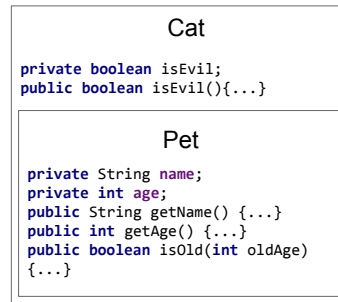 Cat
private boolean isEvil;
public boolean isEvil(){...}
Pet
private String name;
private int age;
public String getName() {...}
public int getAge() {...}
public boolean isOld(int oldAge)
{...}